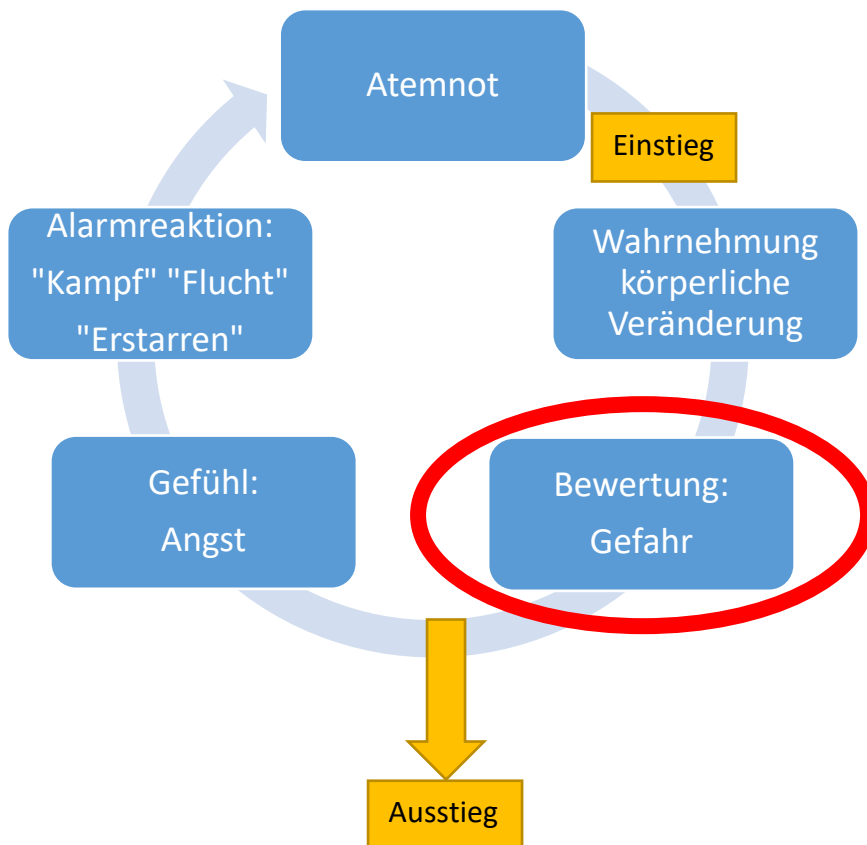 Atemnot
Einstieg
Wahrnehmung
körperliche
Veränderung
Bewertung:
Gefahr
Ausstieg
Gefühl:
Angst
Alarmreaktion:
"Kampf" "Flucht"
"Erstarren"